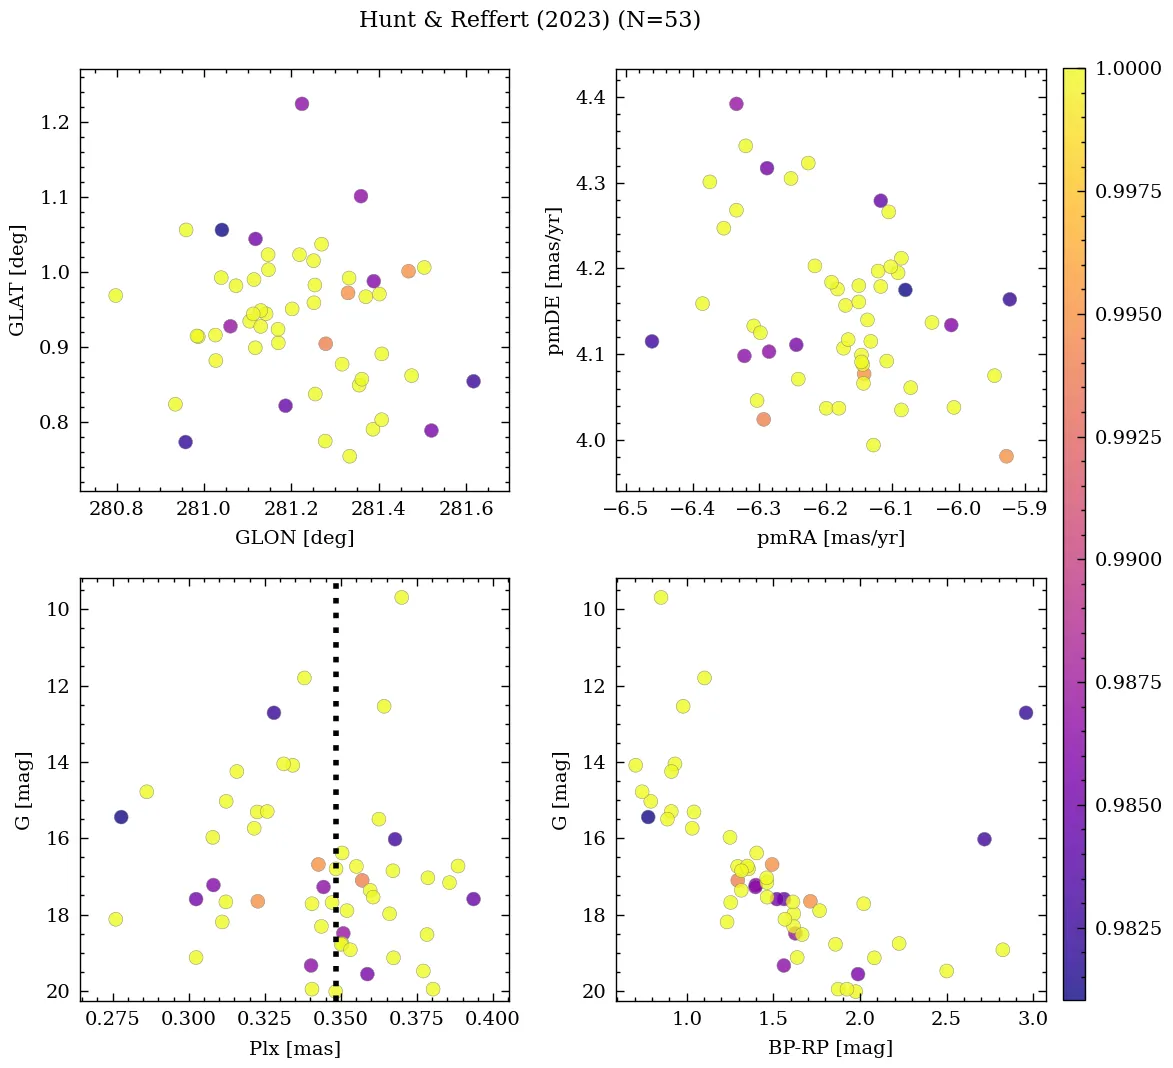 Hunt & Reffert (2023) (N=53)
1.2
1.1
1.0
0.9
0.8
GLAT [deg]
280.8 281.0 281.2 281.4 281.6
GLON [deg]
4.4
4.3
4.2
4.1
4.0
pmDE [mas/yr]
−6.5 −6.4 −6.3 −6.2 −6.1 −6.0 −5.9
pmRA [mas/yr]
10
12
14
16
18
20
G [mag]
0.275 0.300 0.325 0.350 0.375 0.400
Plx [mas]
10
12
14
16
18
20
G [mag]
1.0 1.5 2.0 2.5 3.0
BP-RP [mag]
1.0000
0.9975
0.9950
0.9925
0.9900
0.9875
0.9850
0.9825